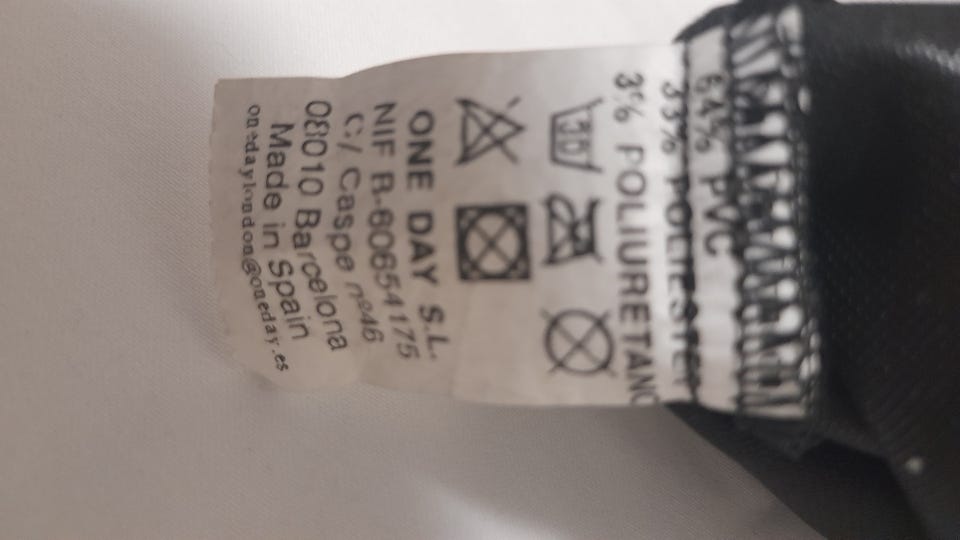 64% PVC
33% POLIESTER
3% POLIURETANO
30
ONE DAY S.L.
NIF B-60654175
C/ Caspe nº46
08010 Barcelona
Made in Spain
onedaylondon@oneday.es